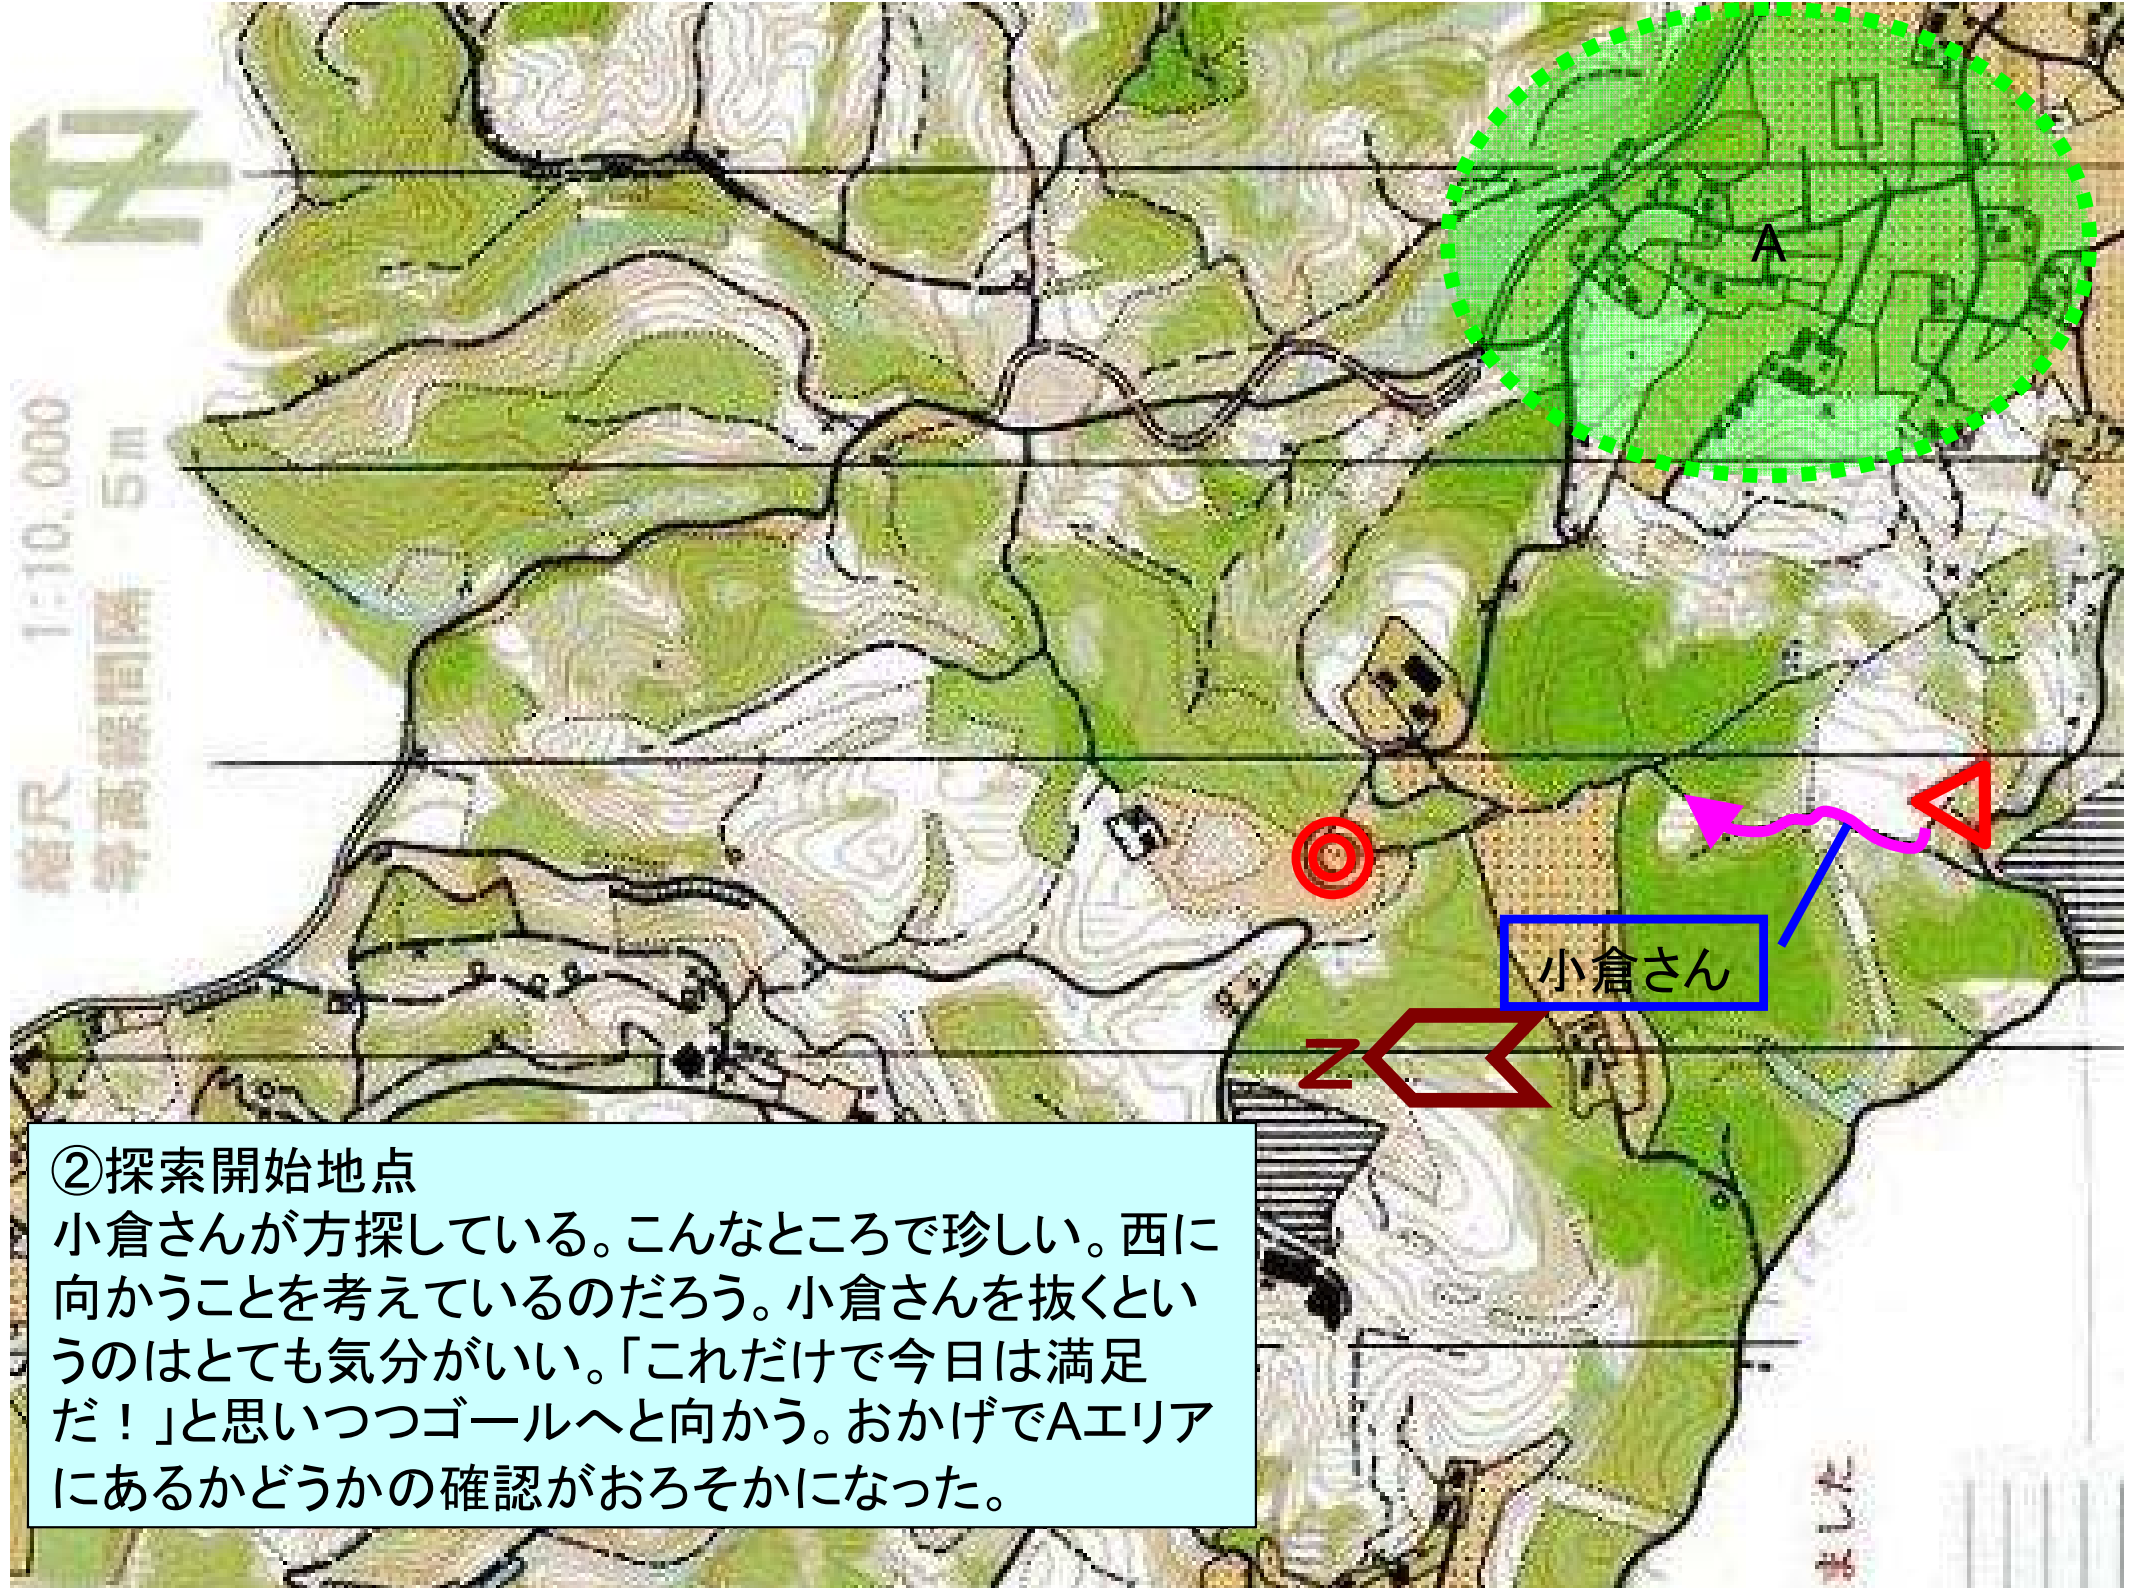 縮尺 1:10,000
等高線間隔 5m
A
小倉さん
N
②探索開始地点
小倉さんが方探している。こんなところで珍しい。西に
向かうことを考えているのだろう。小倉さんを抜くとい
うのはとても気分がいい。「これだけで今日は満足
だ！」と思いつつゴールへと向かう。おかげでAエリア
にあるかどうかの確認がおろそかになった。
ました